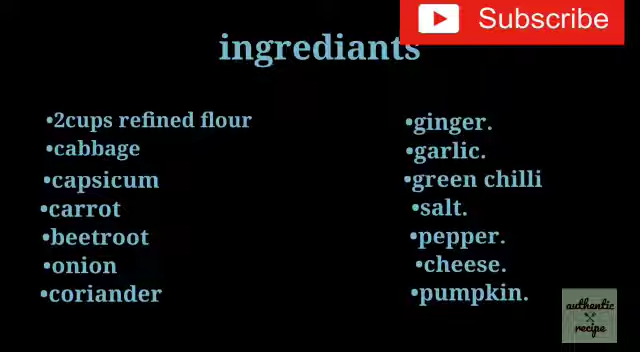 Subscribe
ingrediants
•2cups refined flour
•cabbage
•capsicum
•carrot
•beetroot
•onion
•coriander
•ginger.
•garlic.
•green chilli
•salt.
•pepper.
•cheese.
•pumpkin.
authentic
recipe